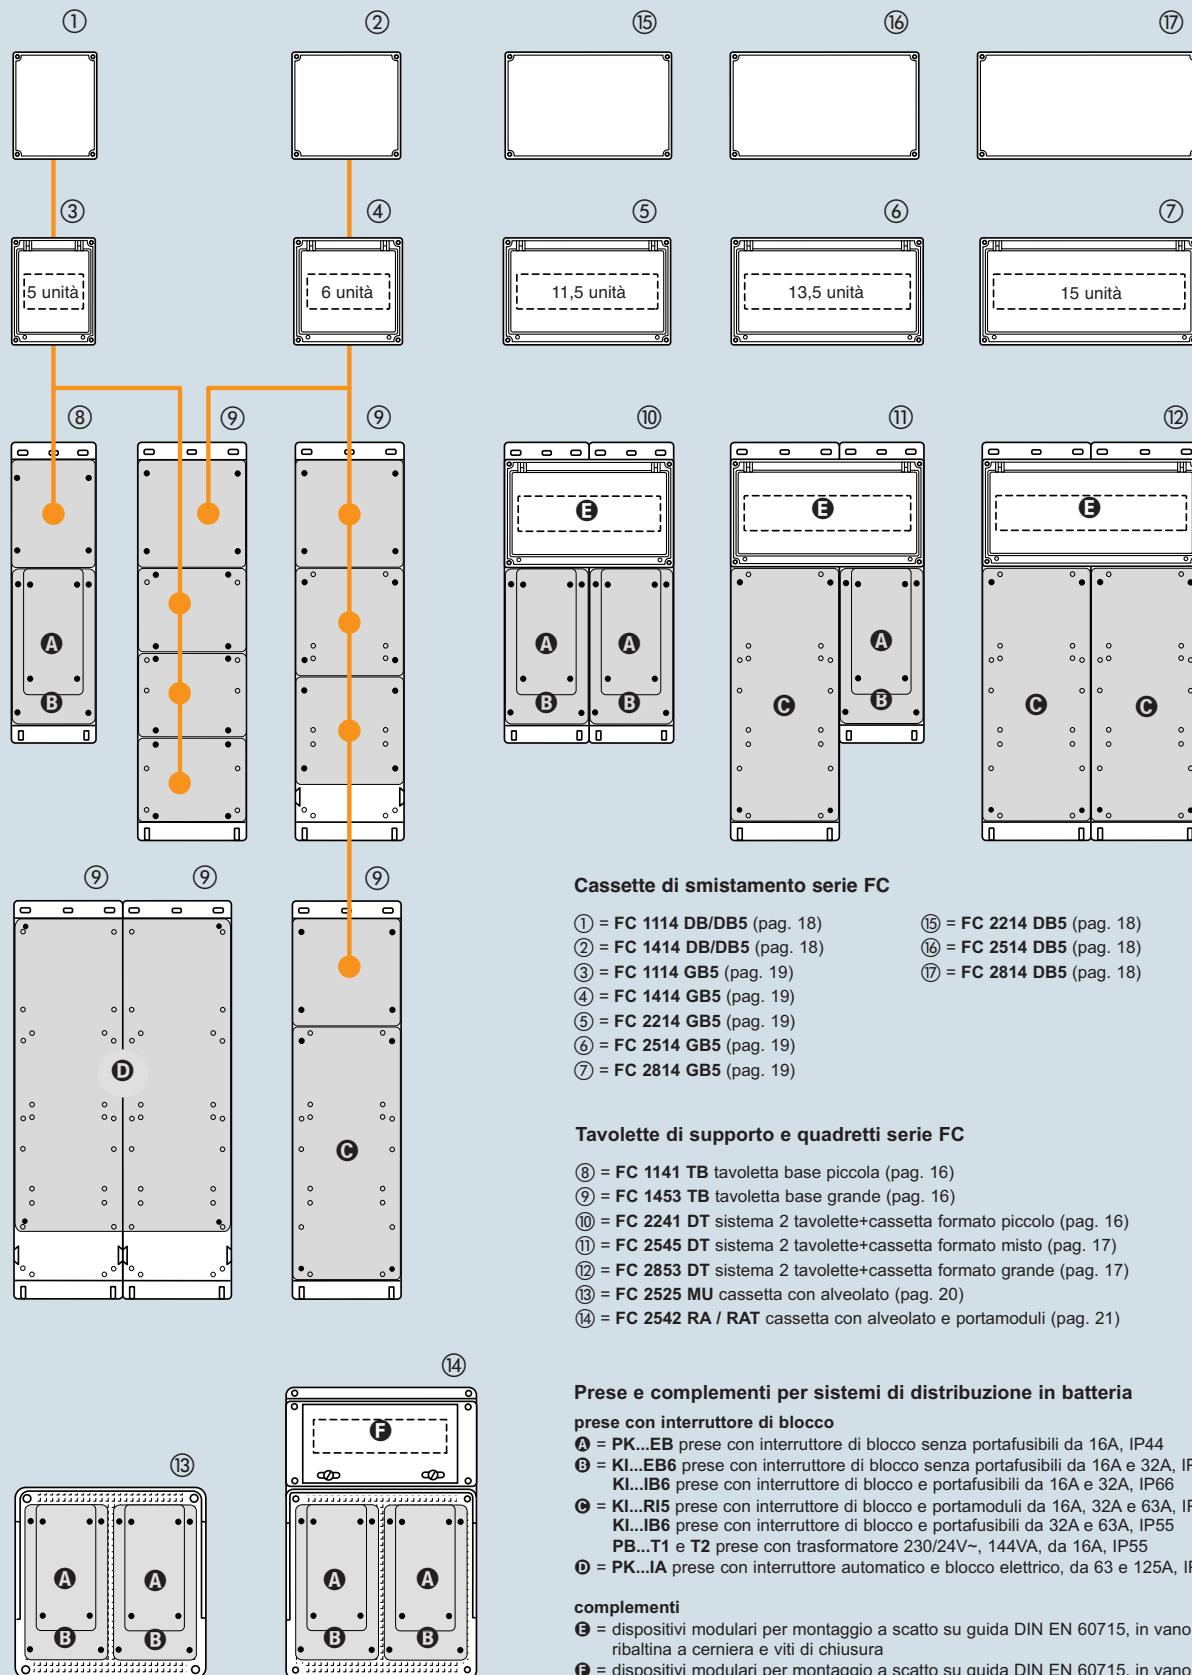 ① ② ⑮ ⑯ ⑰
③ ④ ⑤ ⑥ ⑦
5 unità 6 unità 11,5 unità 13,5 unità 15 unità
⑧ ⑨ ⑨ ⑩ ⑪ ⑫
E E E
A A A A
B B B C B C C
⑨ ⑨ ⑨
D C
Cassette di smistamento serie FC
① = FC 1114 DB/DB5 (pag. 18)
② = FC 1414 DB/DB5 (pag. 18)
③ = FC 1114 GB5 (pag. 19)
④ = FC 1414 GB5 (pag. 19)
⑤ = FC 2214 GB5 (pag. 19)
⑥ = FC 2514 GB5 (pag. 19)
⑦ = FC 2814 GB5 (pag. 19)
⑮ = FC 2214 DB5 (pag. 18)
⑯ = FC 2514 DB5 (pag. 18)
⑰ = FC 2814 DB5 (pag. 18)
Tavolette di supporto e quadretti serie FC
⑧ = FC 1141 TB tavoletta base piccola (pag. 16)
⑨ = FC 1453 TB tavoletta base grande (pag. 16)
⑩ = FC 2241 DT sistema 2 tavolette+cassetta formato piccolo (pag. 16)
⑪ = FC 2545 DT sistema 2 tavolette+cassetta formato misto (pag. 17)
⑫ = FC 2853 DT sistema 2 tavolette+cassetta formato grande (pag. 17)
⑬ = FC 2525 MU cassetta con alveolato (pag. 20)
⑭ = FC 2542 RA / RAT cassetta con alveolato e portamoduli (pag. 21)
⑬ ⑭
F
A A A A
B B B B
Prese e complementi per sistemi di distribuzione in batteria
prese con interruttore di blocco
A = PK...EB prese con interruttore di blocco senza portafusibili da 16A, IP44
B = KI...EB6 prese con interruttore di blocco senza portafusibili da 16A e 32A,
KI...IB6 prese con interruttore di blocco e portafusibili da 16A e 32A, IP66
C = KI...RI5 prese con interruttore di blocco e portamoduli da 16A, 32A e 63A,
KI...IB6 prese con interruttore di blocco e portafusibili da 32A e 63A, IP55
PB...T1 e T2 prese con trasformatore 230/24V~, 144VA, da 16A, IP55
D = PK...IA prese con interruttore automatico e blocco elettrico, da 63 e 125A,
complementi
E = dispositivi modulari per montaggio a scatto su guida DIN EN 60715, in vano
ribaltina a cerniera e viti di chiusura
F = dispositivi modulari per montaggio a scatto su guida DIN EN 60715, in vano